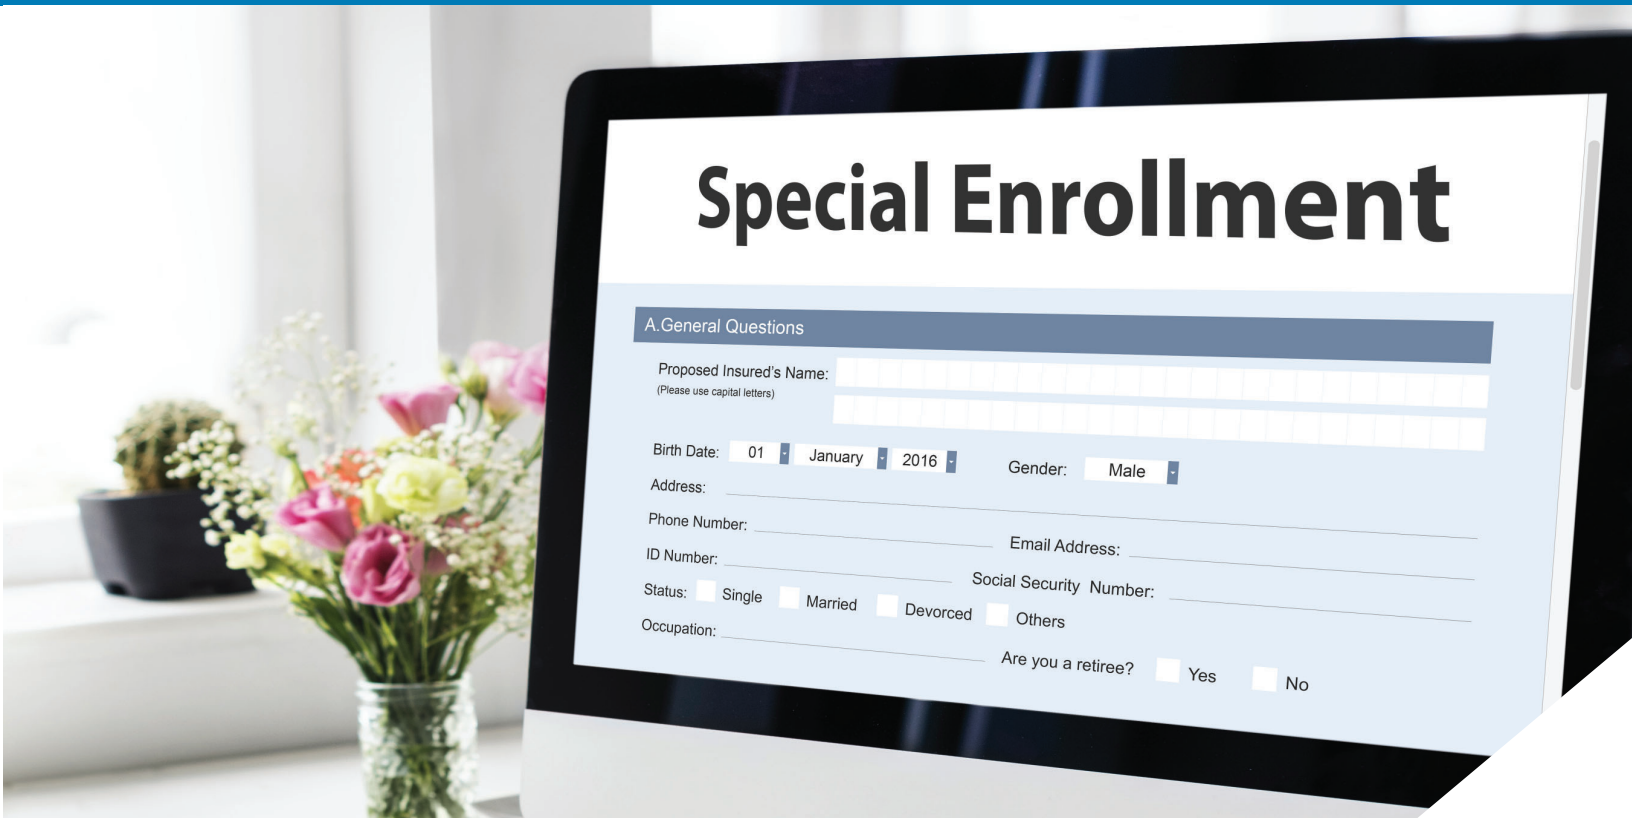 Special Enrollment
A.General Questions
Proposed Insured's Name:
(Please use capital letters)
Birth Date: 01 January 2016 Gender: Male
Address:
Phone Number: Email Address:
ID Number: Social Security Number:
Status: Single Married Devorced Others
Occupation: Are you a retiree? Yes No